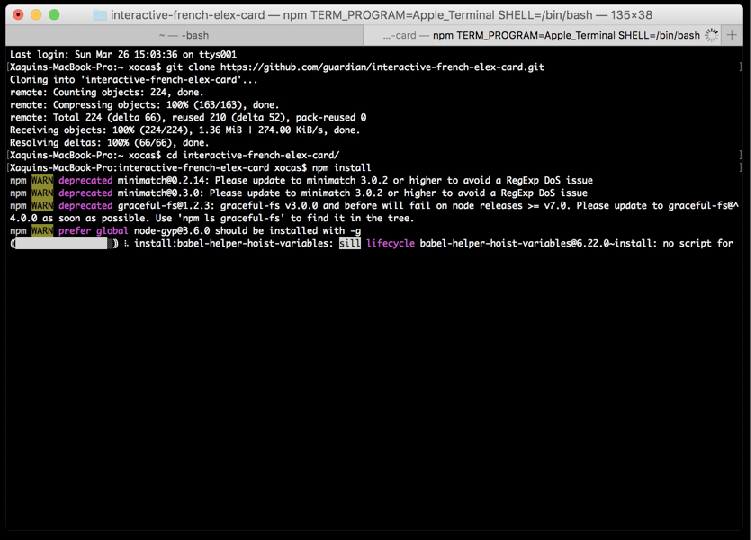 interactive-french-elex-card — npm TERM_PROGRAM=Apple_Terminal SHELL=/bin/bash — 135×38
~ — -bash
...-card — npm TERM_PROGRAM=Apple_Terminal SHELL=/bin/bash
Last login: Sun Mar 26 15:03:36 on ttys001
[Xaquins-MacBook-Pro:~ xocas$ git clone https://github.com/guardian/interactive-french-elex-card.git ]
Cloning into 'interactive-french-elex-card'...
remote: Counting objects: 224, done.
remote: Compressing objects: 100% (163/163), done.
remote: Total 224 (delta 66), reused 210 (delta 52), pack-reused 0
Receiving objects: 100% (224/224), 1.36 MiB | 274.00 KiB/s, done.
Resolving deltas: 100% (66/66), done.
[Xaquins-MacBook-Pro:~ xocas$ cd interactive-french-elex-card/ ]
[Xaquins-MacBook-Pro:interactive-french-elex-card xocas$ npm install ]
npm WARN deprecated minimatch@0.2.14: Please update to minimatch 3.0.2 or higher to avoid a RegExp DoS issue
npm WARN deprecated minimatch@0.3.0: Please update to minimatch 3.0.2 or higher to avoid a RegExp DoS issue
npm WARN deprecated graceful-fs@1.2.3: graceful-fs v3.0.0 and before will fail on node releases >= v7.0. Please update to graceful-fs@^
4.0.0 as soon as possible. Use 'npm ls graceful-fs' to find it in the tree.
npm WARN prefer global node-gyp@3.6.0 should be installed with -g
( ) ⠦ install:babel-helper-hoist-variables: sill lifecycle babel-helper-hoist-variables@6.22.0~install: no script for